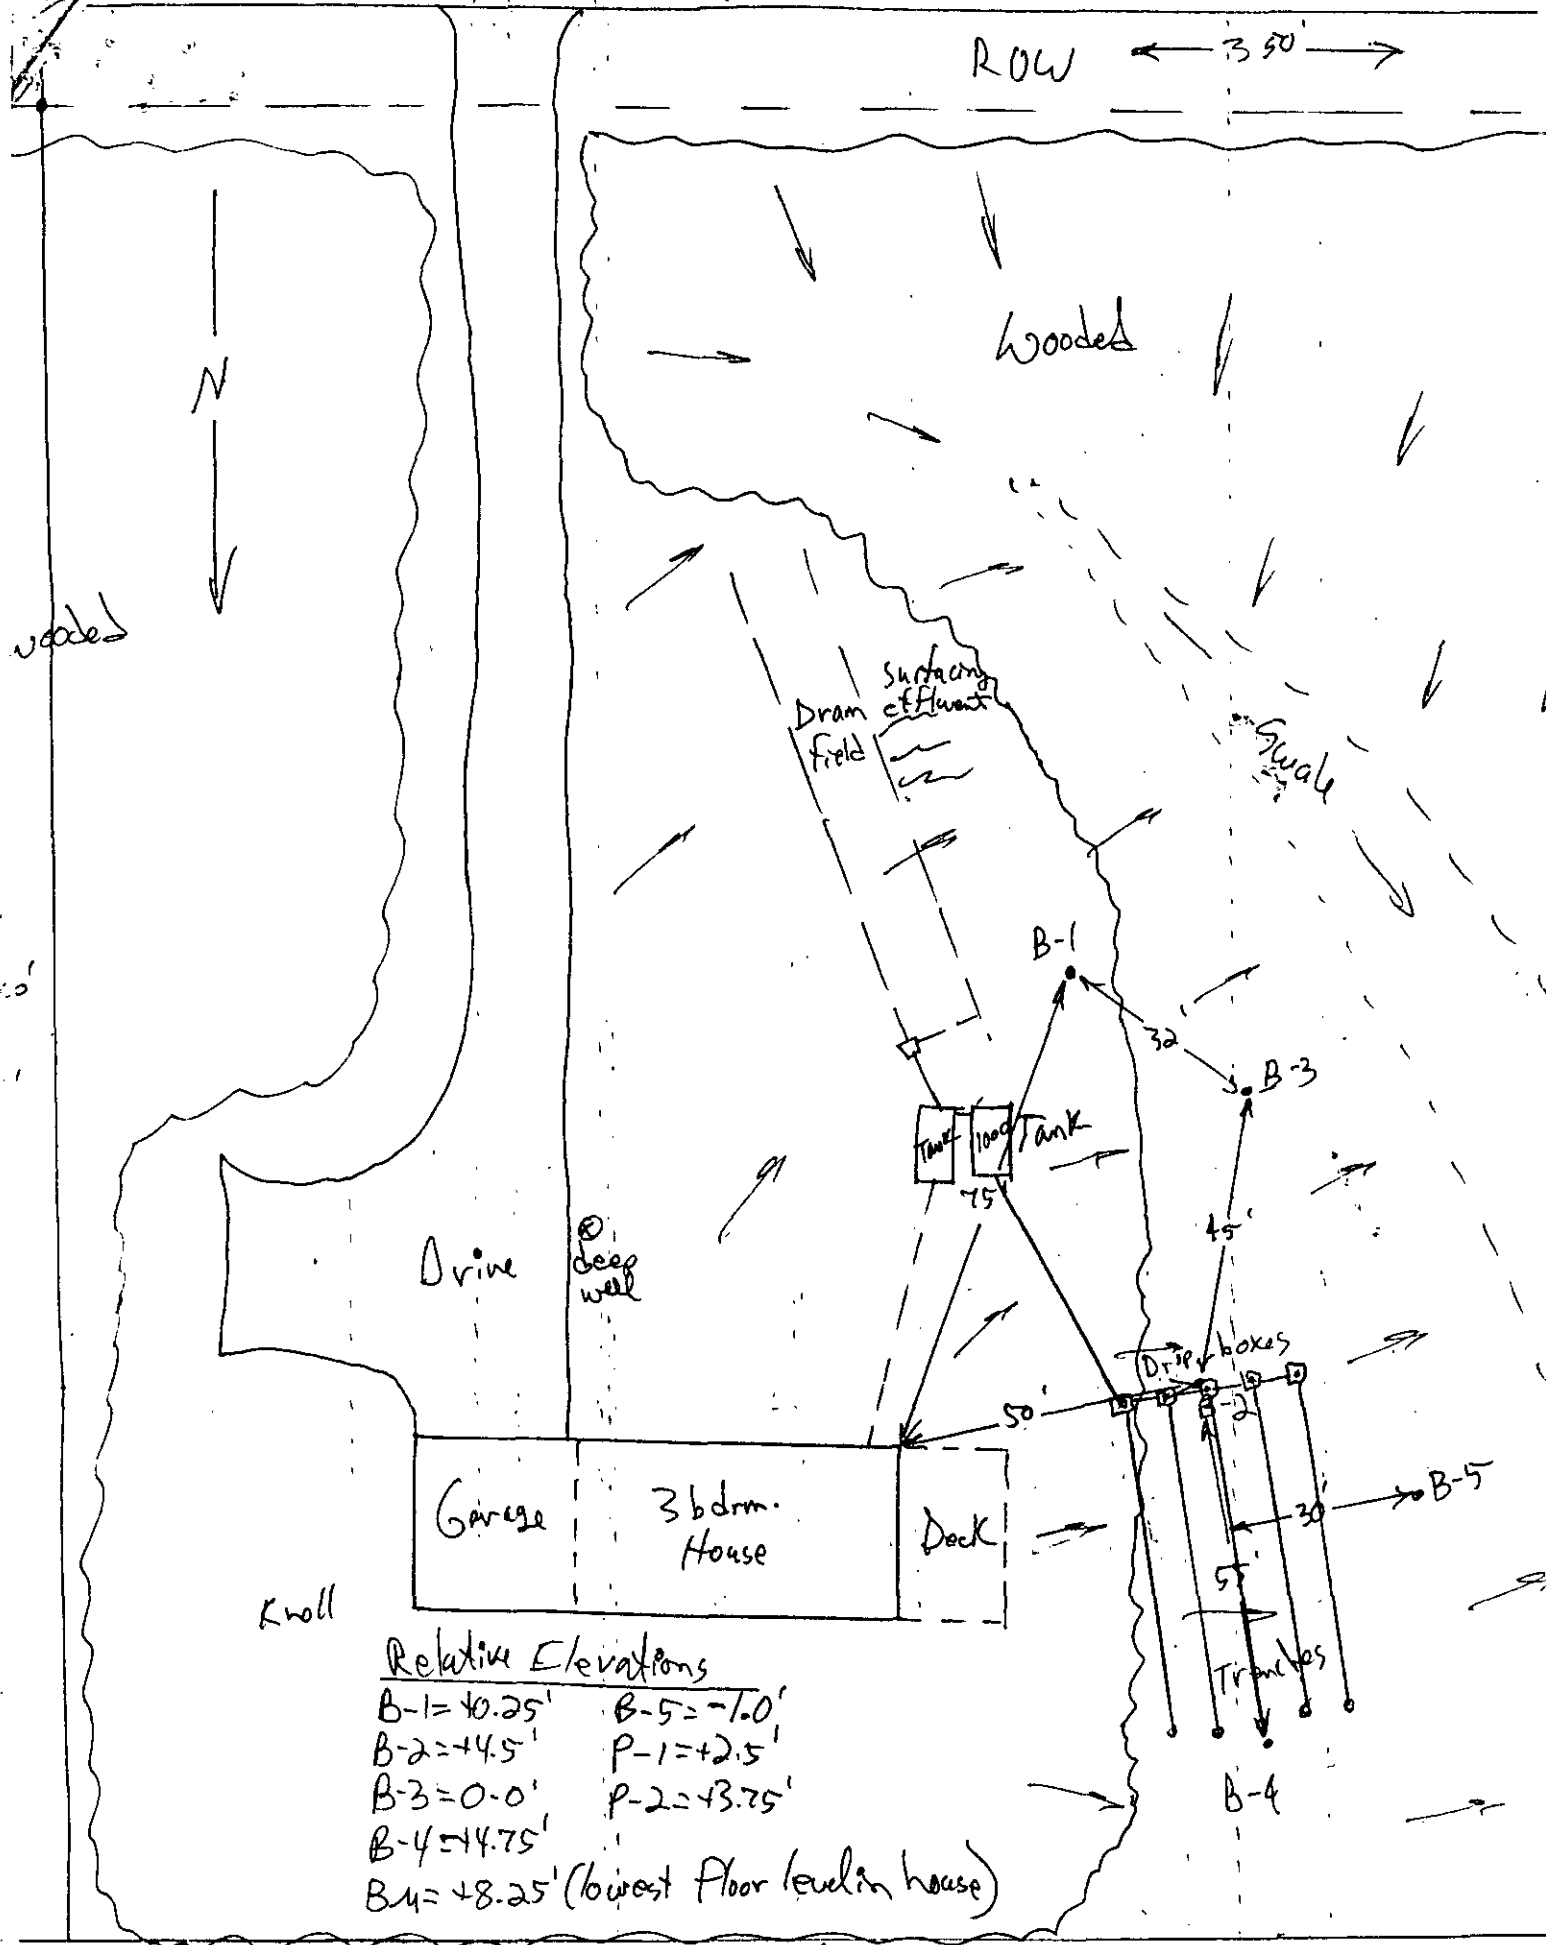 ROW
350'
N
Wooded
wooded
Surfacing
effluent
Drain
field
Swale
B-1
32'
B-3
Tank
1000
Tank
75'
45'
Drive
deep
well
Drop boxes
50'
B-2
Garage
3 bdrm.
House
Deck
30'
B-5
55'
Knoll
Trenches
B-4
Relative Elevations
B-1=+0.25' B-5=-1.0'
B-2=+4.5' P-1=+2.5'
B-3=0.0' P-2=+3.75'
B-4=+4.75'
BM=+8.25' (lowest floor level in house)